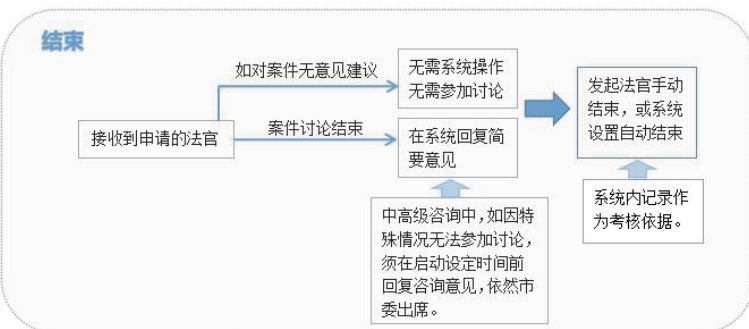 结束
如对案件无意见建议
无需系统操作
无需参加讨论
接收到申请的法官
案件讨论结束
在系统回复简
要意见
发起法官手动
结束，或系统
设置自动结束
中高级咨询中，如因特
殊情况无法参加讨论，
须在启动设定时间前
回复咨询意见，依然市
委出席。
系统内记录作
为考核依据。